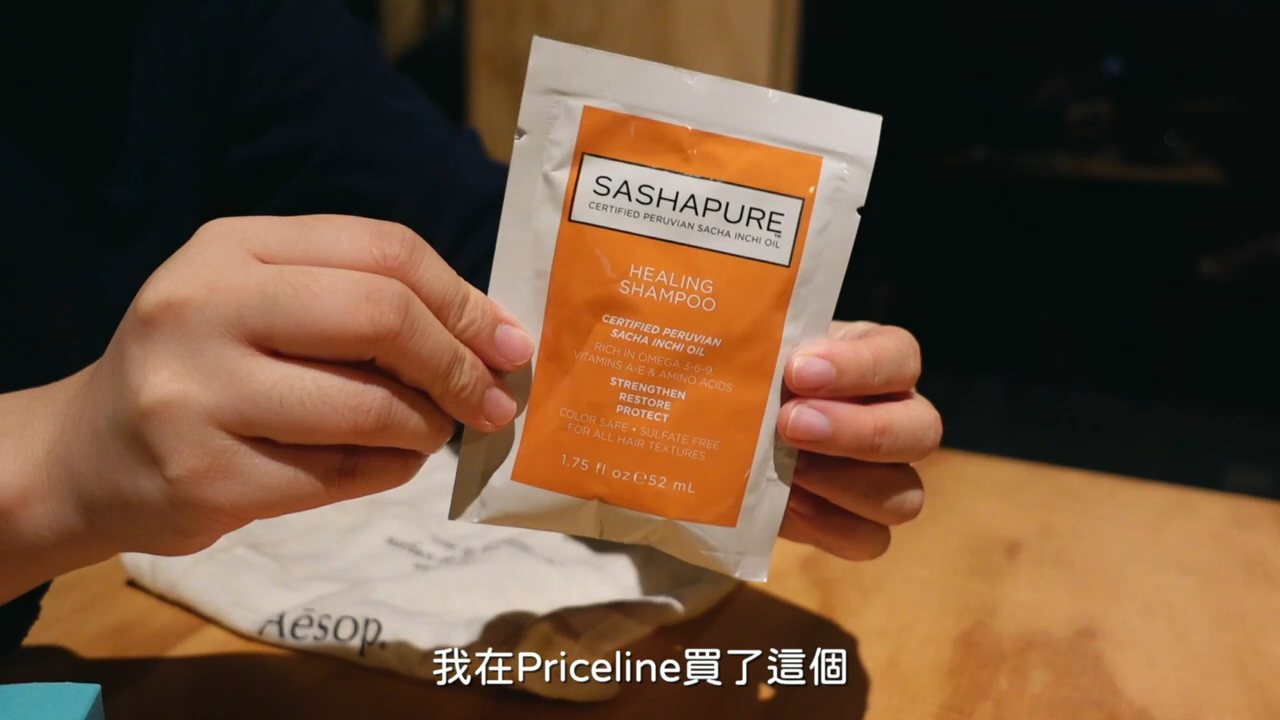 SASHAPURE™
CERTIFIED PERUVIAN SACHA INCHI OIL
HEALING
SHAMPOO
CERTIFIED PERUVIAN
SACHA INCHI OIL
RICH IN OMEGA 3-6-9,
VITAMINS A-E & AMINO ACIDS
STRENGTHEN
RESTORE
PROTECT
COLOR SAFE • SULFATE FREE
FOR ALL HAIR TEXTURES
1.75 fl oz℮52 mL
Aēsop.
我在Priceline買了這個